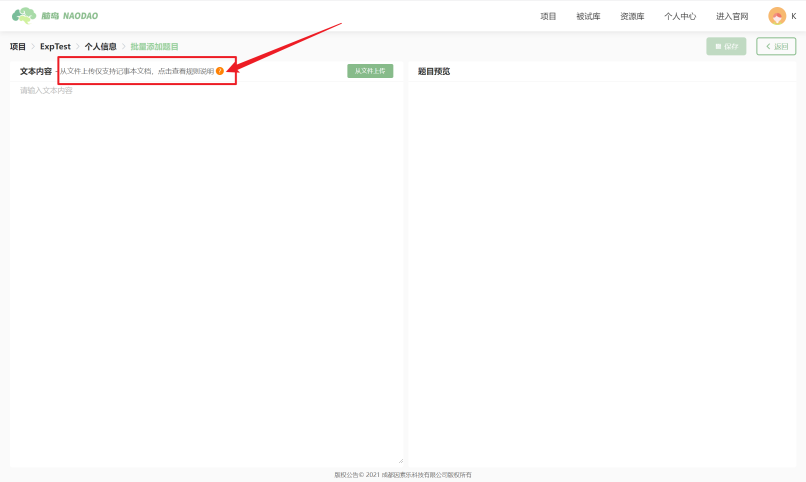 脑岛 NAODAO 项目 被试库 资源库 个人中心 进入官网 K
项目 > ExpTest > 个人信息 > 批量添加题目 保存 < 返回
文本内容 从文件上传仅支持记事本文档，点击查看规则说明 ? 从文件上传 题目预览
请输入文本内容
版权公告© 2021 成都因素乐科技有限公司版权所有